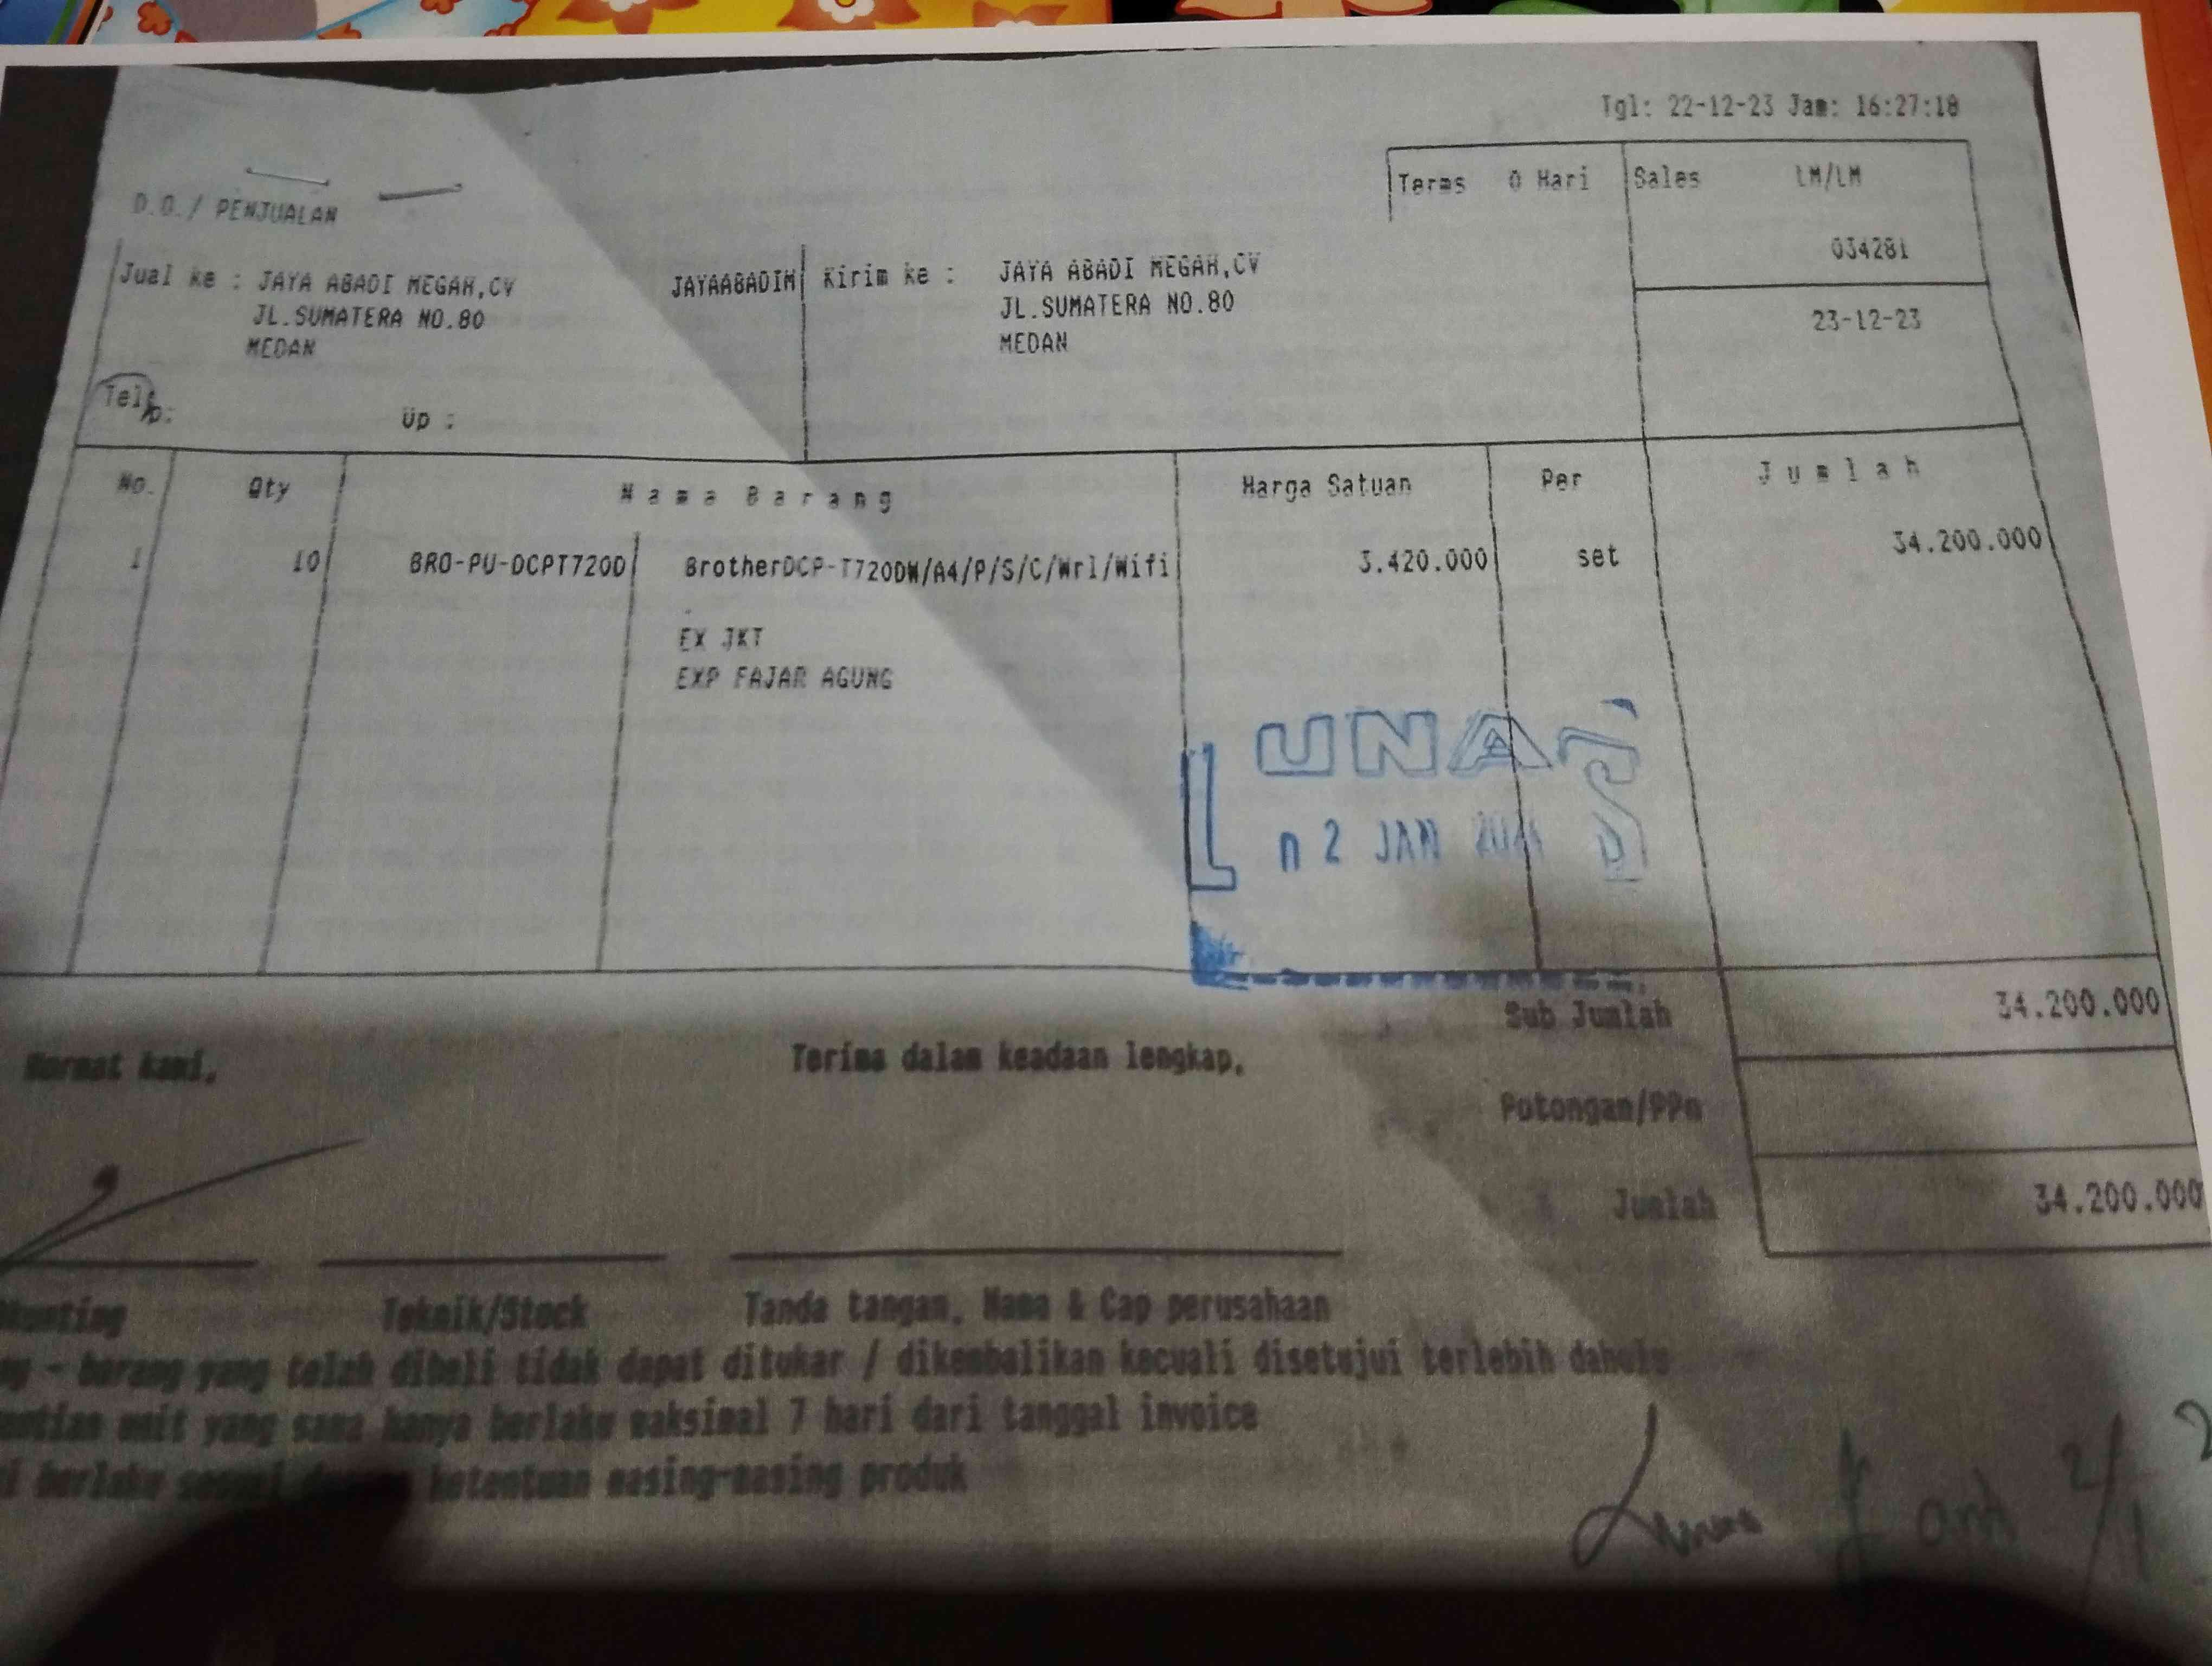 Tgl: 22-12-23 Jam: 16:27:18
Terms 0 Hari Sales LM/LM
D.O./ PENJUALAN
034281
Jual ke : JAYA ABADI MEGAH,CV JAYAABADIM Kirim ke : JAYA ABADI MEGAH,CV
JL.SUMATERA NO.80 JL.SUMATERA NO.80 23-12-23
MEDAN MEDAN
Telp: Up :
No. Qty Nama Barang Harga Satuan Per Jumlah
1 10 BRO-PU-DCPT720D BrotherDCP-T720DW/A4/P/S/C/Wrl/Wifi 3.420.000 set 34.200.000
EX JKT
EXP FAJAR AGUNG
LUNAS
2 JAN
Sub Jumlah 34.200.000
Hormat kami, Terima dalam keadaan lengkap,
Potongan/PPn
Jumlah 34.200.000
Teknik/Stock Tanda tangan, Nama & Cap perusahaan
- barang yang telah dibeli tidak dapat ditukar / dikembalikan kecuali disetujui terlebih dahulu
unit yang sama hanya berlaku maksimal 7 hari dari tanggal invoice
berlaku sesuai dengan ketentuan masing-masing produk
2/1